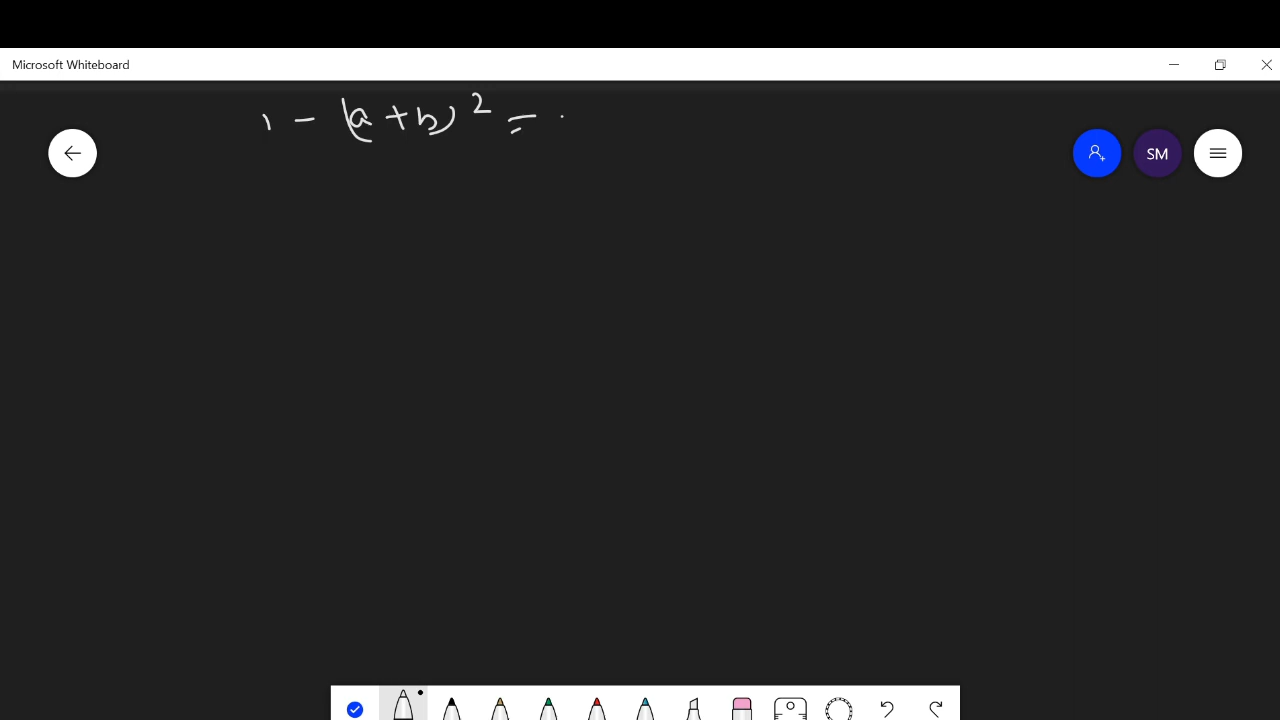 Microsoft Whiteboard
1 - (a + b)² =
SM